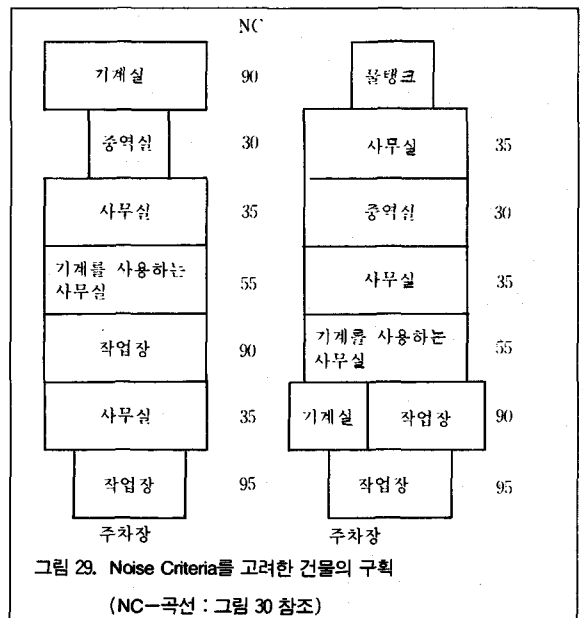 NC
기계실 90 물탱크
중역실 30 사무실 35
사무실 35 중역실 30
기계를 사용하는
사무실 55 사무실 35
작업장 90 기계를 사용하는
사무실 55
사무실 35 기계실 작업장 90
작업장 95 작업장 95
주차장 주차장
그림 29. Noise Criteria를 고려한 건물의 구획
(NC-곡선 : 그림 30 참조)